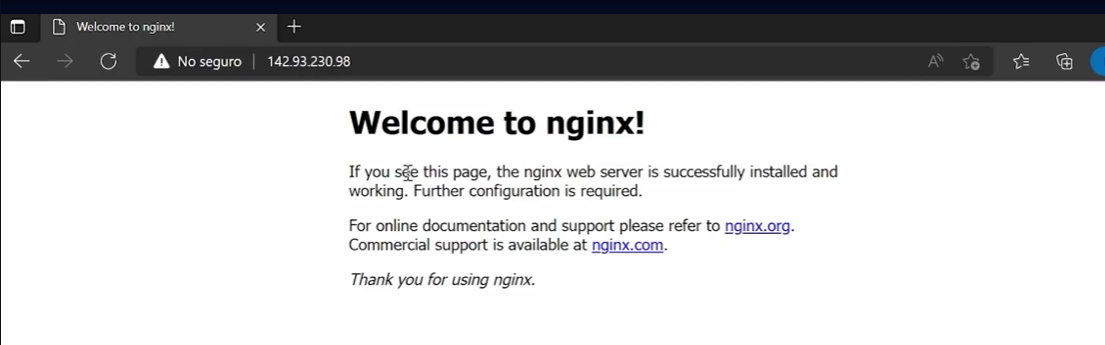 Welcome to nginx!
No seguro | 142.93.230.98
Welcome to nginx!
If you see this page, the nginx web server is successfully installed and
working. Further configuration is required.
For online documentation and support please refer to nginx.org.
Commercial support is available at nginx.com.
Thank you for using nginx.